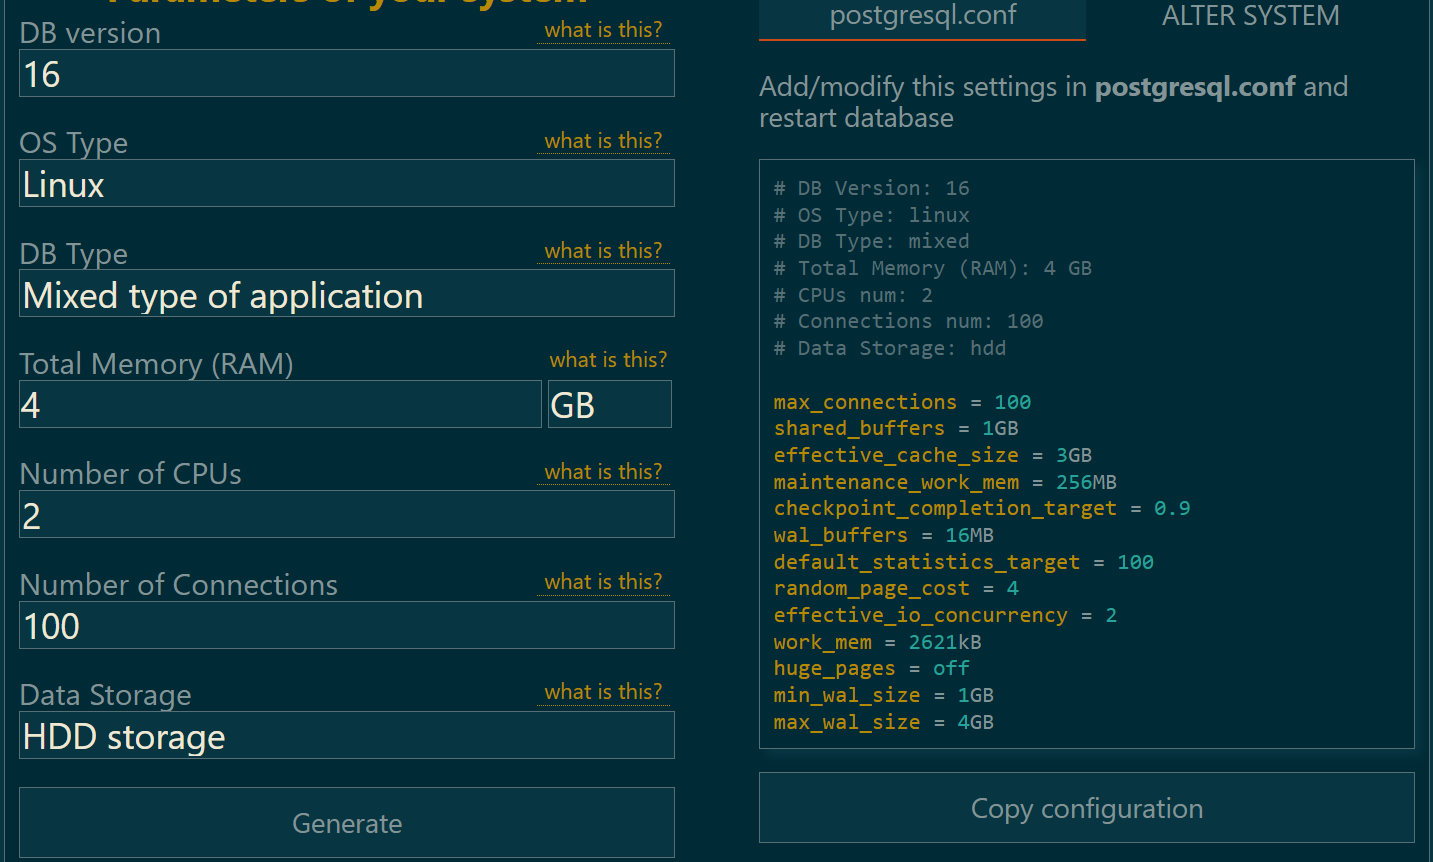 Parameters of your system
DB version
what is this?
16
OS Type
what is this?
Linux
DB Type
what is this?
Mixed type of application
Total Memory (RAM)
what is this?
4
GB
Number of CPUs
what is this?
2
Number of Connections
what is this?
100
Data Storage
what is this?
HDD storage
Generate
postgresql.conf
ALTER SYSTEM
Add/modify this settings in postgresql.conf and
restart database
# DB Version: 16
# OS Type: linux
# DB Type: mixed
# Total Memory (RAM): 4 GB
# CPUs num: 2
# Connections num: 100
# Data Storage: hdd
max_connections = 100
shared_buffers = 1GB
effective_cache_size = 3GB
maintenance_work_mem = 256MB
checkpoint_completion_target = 0.9
wal_buffers = 16MB
default_statistics_target = 100
random_page_cost = 4
effective_io_concurrency = 2
work_mem = 2621kB
huge_pages = off
min_wal_size = 1GB
max_wal_size = 4GB
Copy configuration